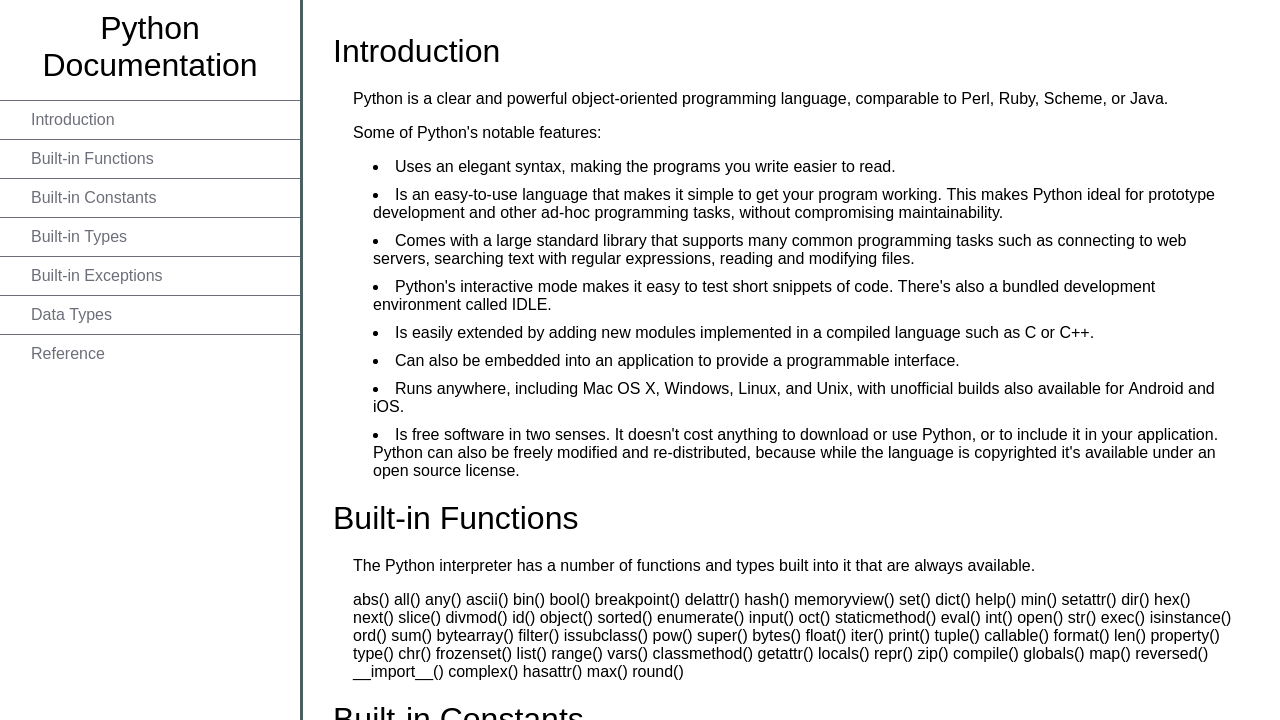 Python
Documentation
Introduction
Built-in Functions
Built-in Constants
Built-in Types
Built-in Exceptions
Data Types
Reference
Introduction
Python is a clear and powerful object-oriented programming language, comparable to Perl, Ruby, Scheme, or Java.
Some of Python's notable features:
• Uses an elegant syntax, making the programs you write easier to read.
• Is an easy-to-use language that makes it simple to get your program working. This makes Python ideal for prototype
development and other ad-hoc programming tasks, without compromising maintainability.
• Comes with a large standard library that supports many common programming tasks such as connecting to web
servers, searching text with regular expressions, reading and modifying files.
• Python's interactive mode makes it easy to test short snippets of code. There's also a bundled development
environment called IDLE.
• Is easily extended by adding new modules implemented in a compiled language such as C or C++.
• Can also be embedded into an application to provide a programmable interface.
• Runs anywhere, including Mac OS X, Windows, Linux, and Unix, with unofficial builds also available for Android and
iOS.
• Is free software in two senses. It doesn't cost anything to download or use Python, or to include it in your application.
Python can also be freely modified and re-distributed, because while the language is copyrighted it's available under an
open source license.
Built-in Functions
The Python interpreter has a number of functions and types built into it that are always available.
abs() all() any() ascii() bin() bool() breakpoint() delattr() hash() memoryview() set() dict() help() min() setattr() dir() hex()
next() slice() divmod() id() object() sorted() enumerate() input() oct() staticmethod() eval() int() open() str() exec() isinstance()
ord() sum() bytearray() filter() issubclass() pow() super() bytes() float() iter() print() tuple() callable() format() len() property()
type() chr() frozenset() list() range() vars() classmethod() getattr() locals() repr() zip() compile() globals() map() reversed()
__import__() complex() hasattr() max() round()
Built-in Constants